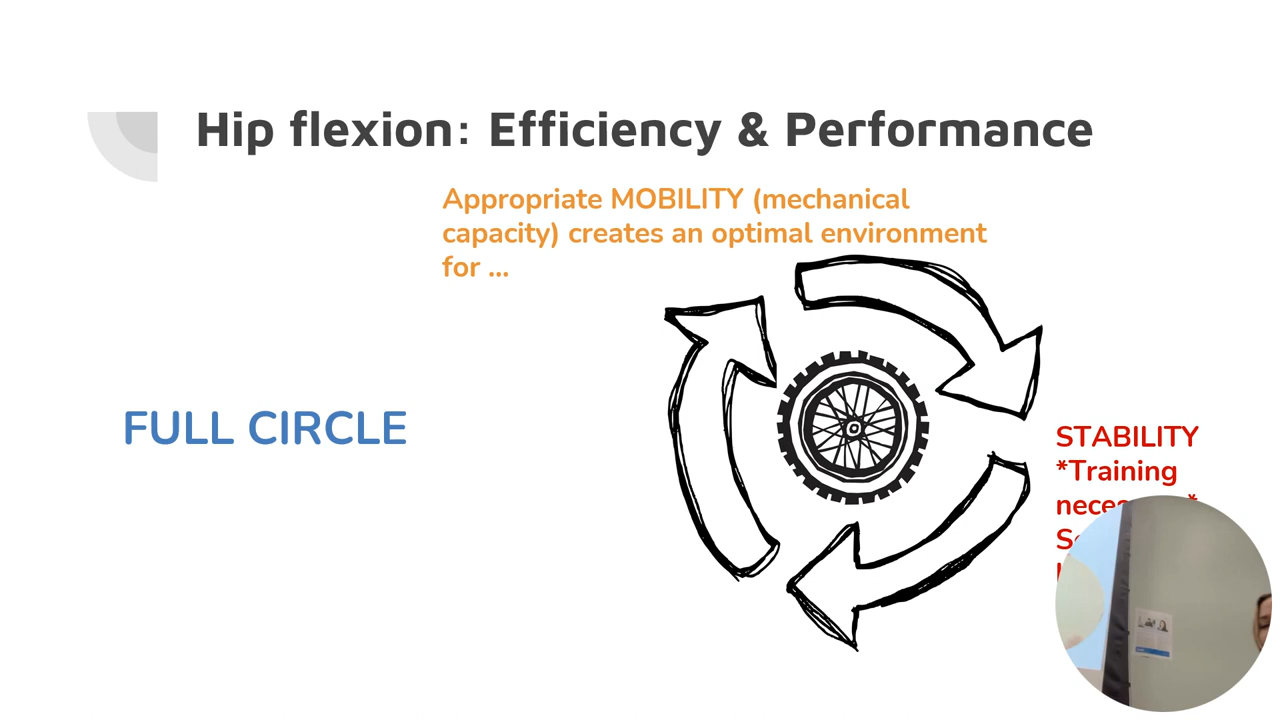 Hip flexion: Efficiency & Performance
Appropriate MOBILITY (mechanical
capacity) creates an optimal environment
for ...
FULL CIRCLE
STABILITY
*Training